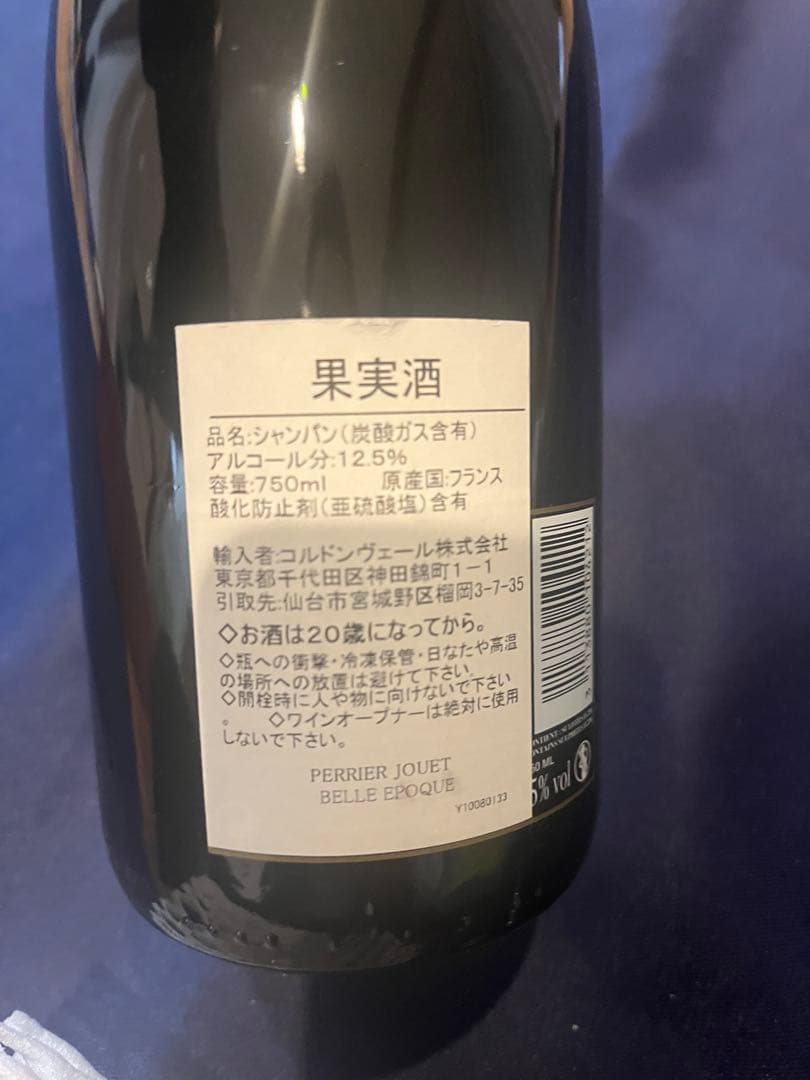 果実酒
品名:シャンパン(炭酸ガス含有)
アルコール分:12.5%
容量:750ml 原産国:フランス
酸化防止剤(亜硫酸塩)含有
輸入者:コルドンヴェール株式会社
東京都千代田区神田錦町1-1
引取先:仙台市宮城野区榴岡3-7-35
◇お酒は20歳になってから。
◇瓶への衝撃・冷凍保管・日なたや高温
の場所への放置は避けて下さい
◇開栓時に人や物に向けないで下さい
。 ◇ワインオープナーは絶対に使用
しないで下さい。
PERRIER JOUET
BELLE EPOQUE
Y10080133
50 ML
5% vol